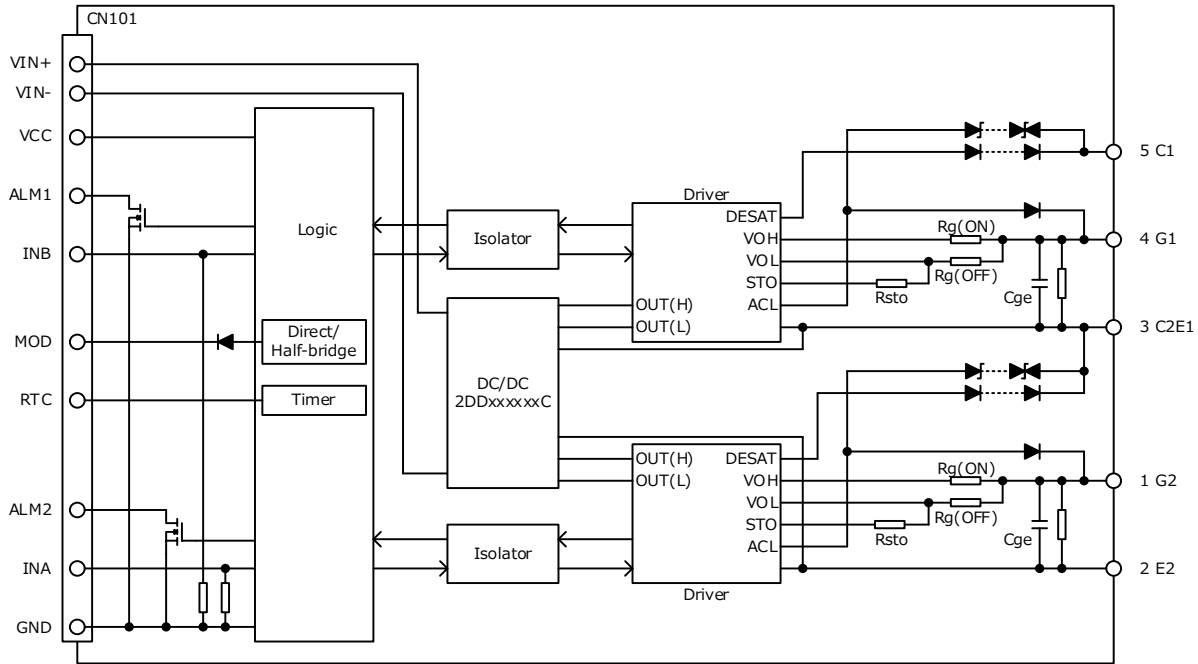 CN101
VIN+
VIN-
VCC
ALM1
INB
MOD
RTC
ALM2
INA
GND
Logic
Direct/
Half-bridge
Timer
Isolator
DC/DC
2DDxxxxxxC
Isolator
Driver
DESAT
VOH
VOL
STO
ACL
OUT(H)
OUT(L)
Rg(ON)
Rg(OFF)
Rsto
Cge
5 C1
4 G1
3 C2E1
OUT(H)
OUT(L)
DESAT
VOH
VOL
STO
ACL
Driver
Rg(ON)
Rg(OFF)
Rsto
Cge
1 G2
2 E2